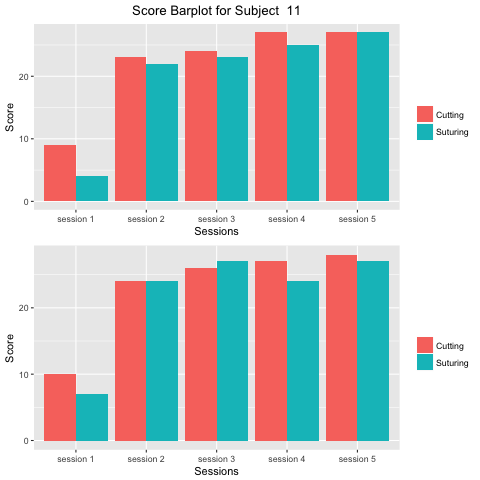 Score Barplot for Subject  11
Score
20
10
0
session 1 session 2 session 3 session 4 session 5
Sessions
Cutting
Suturing
Score
20
10
0
session 1 session 2 session 3 session 4 session 5
Sessions
Cutting
Suturing